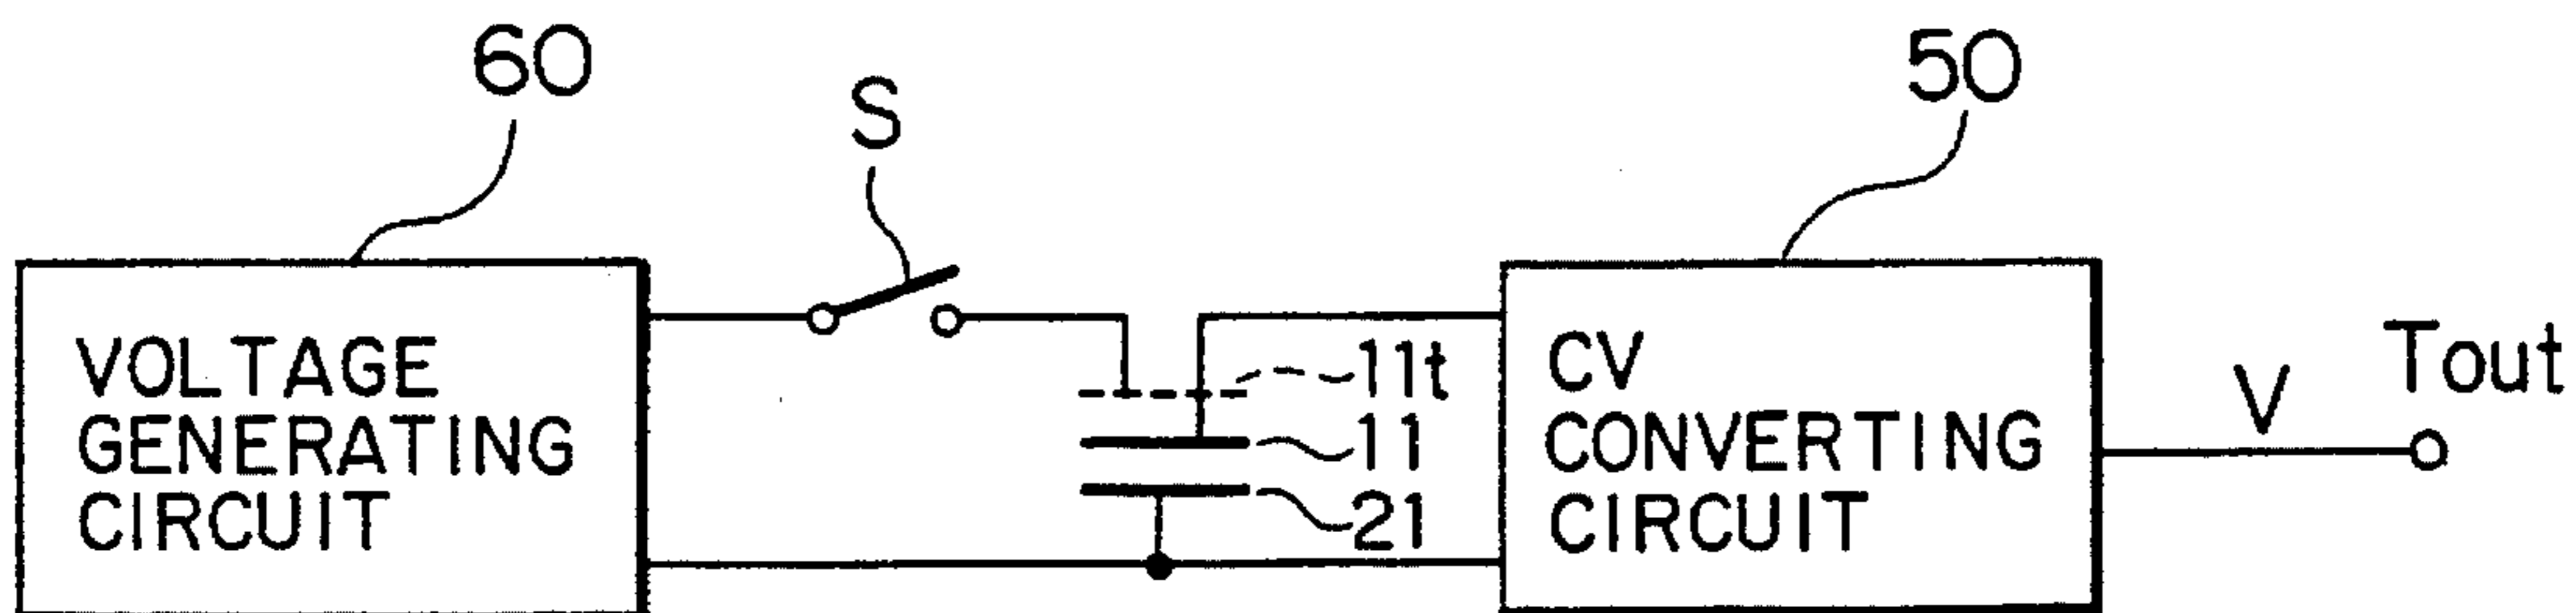 60
S
50
VOLTAGE
GENERATING
CIRCUIT
11t
11
21
CV
CONVERTING
CIRCUIT
V
Tout